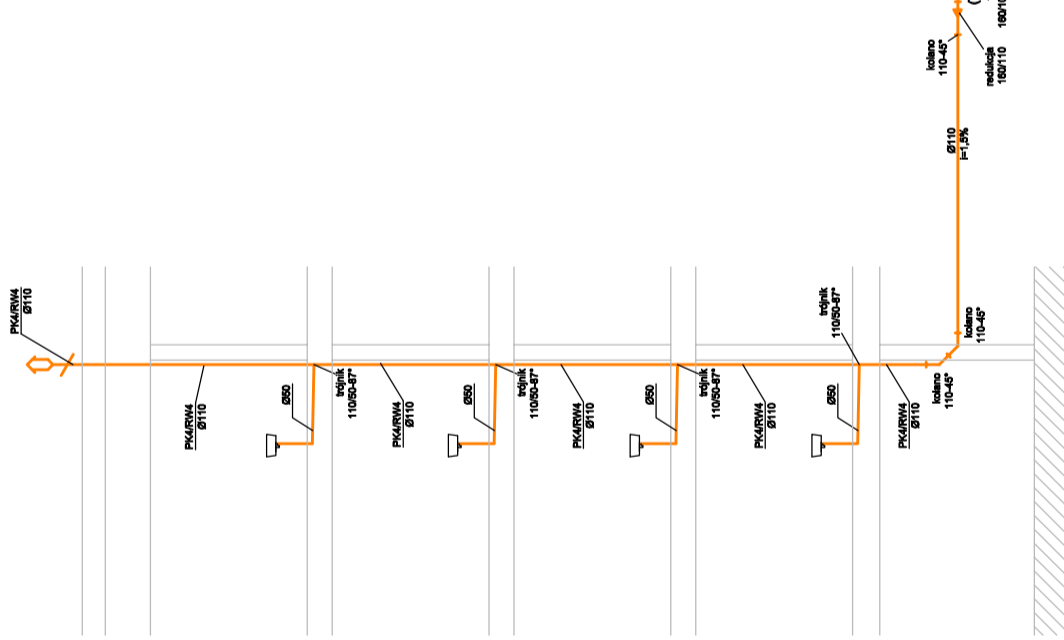 PK4/RW4
Ø110
PK4/RW4
Ø110
Ø50
trójnik
110/50-87°
PK4/RW4
Ø110
Ø50
trójnik
110/50-87°
PK4/RW4
Ø110
Ø50
trójnik
110/50-87°
PK4/RW4
Ø110
Ø50
trójnik
110/50-87°
PK4/RW4
Ø110
kolano
110-45°
kolano
110-45°
Ø110
i=1,5%
kolano
110-45°
redukcja
160/110